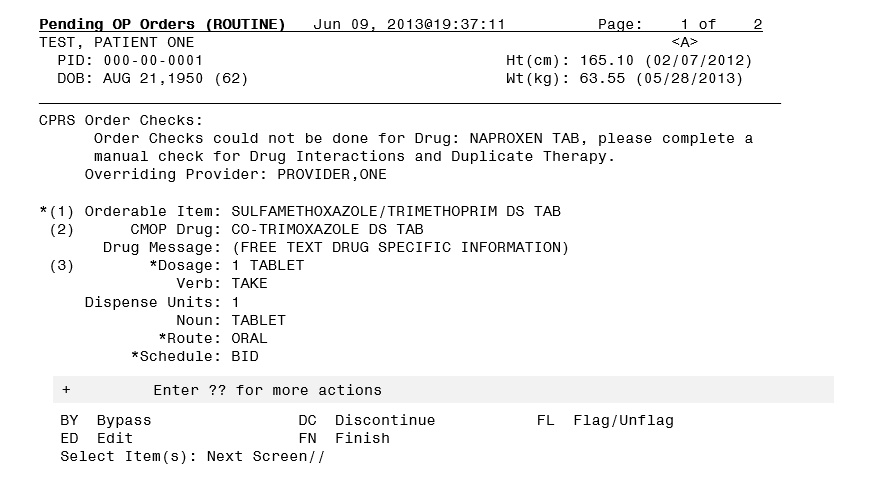 Pending OP Orders (ROUTINE)   Jun 09, 2013@19:37:11          Page:    1 of    2
TEST, PATIENT ONE                                                    <A>
  PID: 000-00-0001                                 Ht(cm): 165.10 (02/07/2012)
  DOB: AUG 21,1950 (62)                            Wt(kg): 63.55 (05/28/2013)
CPRS Order Checks:
      Order Checks could not be done for Drug: NAPROXEN TAB, please complete a
      manual check for Drug Interactions and Duplicate Therapy.
     Overriding Provider: PROVIDER,ONE
*(1) Orderable Item: SULFAMETHOXAZOLE/TRIMETHOPRIM DS TAB
 (2)      CMOP Drug: CO-TRIMOXAZOLE DS TAB
       Drug Message: (FREE TEXT DRUG SPECIFIC INFORMATION)
 (3)        *Dosage: 1 TABLET
               Verb: TAKE
     Dispense Units: 1
               Noun: TABLET
             *Route: ORAL
          *Schedule: BID
+         Enter ?? for more actions
BY  Bypass                DC  Discontinue           FL  Flag/Unflag
ED  Edit                  FN  Finish
Select Item(s): Next Screen//